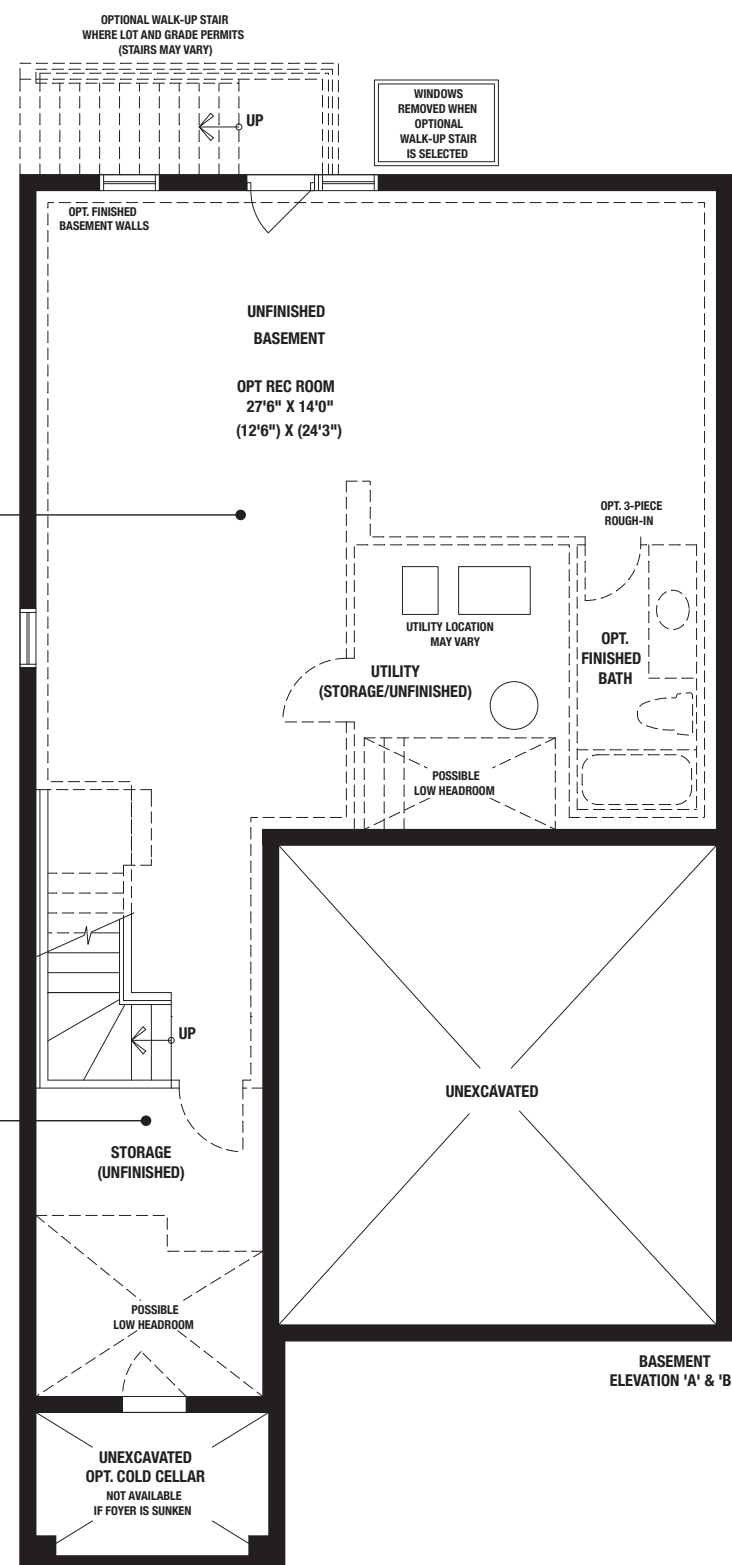 OPTIONAL WALK-UP STAIR
WHERE LOT AND GRADE PERMITS
(STAIRS MAY VARY)
UP
WINDOWS
REMOVED WHEN
OPTIONAL
WALK-UP STAIR
IS SELECTED
OPT. FINISHED
BASEMENT WALLS
UNFINISHED
BASEMENT
OPT REC ROOM
27'6" X 14'0"
(12'6") X (24'3")
OPT. 3-PIECE
ROUGH-IN
UTILITY LOCATION
MAY VARY
OPT.
FINISHED
BATH
UTILITY
(STORAGE/UNFINISHED)
POSSIBLE
LOW HEADROOM
UP
UNEXCAVATED
STORAGE
(UNFINISHED)
POSSIBLE
LOW HEADROOM
BASEMENT
ELEVATION 'A' & 'B
UNEXCAVATED
OPT. COLD CELLAR
NOT AVAILABLE
IF FOYER IS SUNKEN